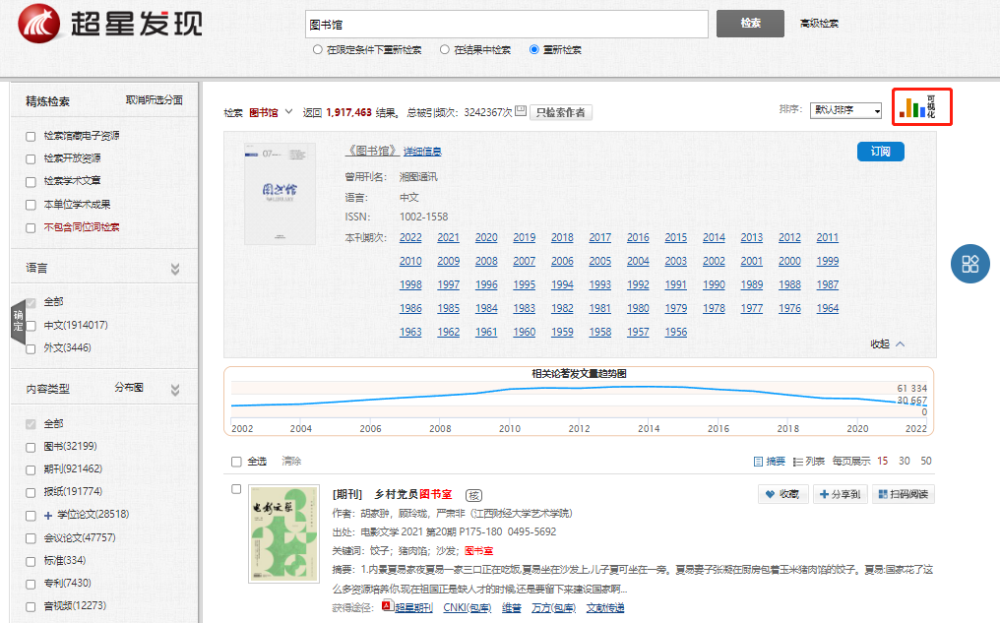 超星发现
图书馆
检索
高级检索
在限定条件下重新检索 在结果中检索 重新检索
精炼检索 取消所选分面
检索馆藏电子资源
检索开放资源
检索学术文章
本单位学术成果
不包含同位词检索
语言
全部
中文(1914017)
外文(3446)
确定
内容类型 分布图
全部
图书(32199)
期刊(921462)
报纸(191774)
学位论文(28518)
会议论文(47757)
标准(334)
专利(7430)
音视频(12273)
检索 图书馆 返回 1,917,463 结果。 总被引频次: 3242367次 只检索作者
排序: 默认排序 可视化
《图书馆》 详细信息
订阅
曾用刊名: 湘图通讯
语言: 中文
ISSN: 1002-1558
本刊期次: 2022 2021 2020 2019 2018 2017 2016 2015 2014 2013 2012 2011
2010 2009 2008 2007 2006 2005 2004 2003 2002 2001 2000 1999
1998 1997 1996 1995 1994 1993 1992 1991 1990 1989 1988 1987
1986 1985 1984 1983 1982 1981 1980 1979 1978 1977 1976 1964
1963 1962 1961 1960 1959 1958 1957 1956
收起
图书馆
07
相关论著发文量趋势图
61 334
30 667
0
2002 2004 2006 2008 2010 2012 2014 2016 2018 2020 2022
全选 清除
摘要 列表 每页展示 15 30 50
[期刊] 乡村党员图书室 核
收藏 分享到 扫码阅读
作者: 胡家翀, 顾玲珑, 严肃非 (江西财经大学艺术学院)
出处: 电影文学 2021 第20期 P175-180 0495-5692
关键词: 饺子; 猪肉馅; 沙发; 图书室
摘要: 1.内景夏易家夜夏易一家三口正在吃饭,夏易坐在沙发上,儿子夏可坐在一旁。夏易妻子张凝在厨房包着玉米猪肉馅的饺子。夏易:国家花了这
么多资源培养你,现在祖国正是缺人才的时候,还是要留下来建设国家啊...
获得途径: 超星期刊 CNKI(包库) 维普 万方(包库) 文献传递
电影文学